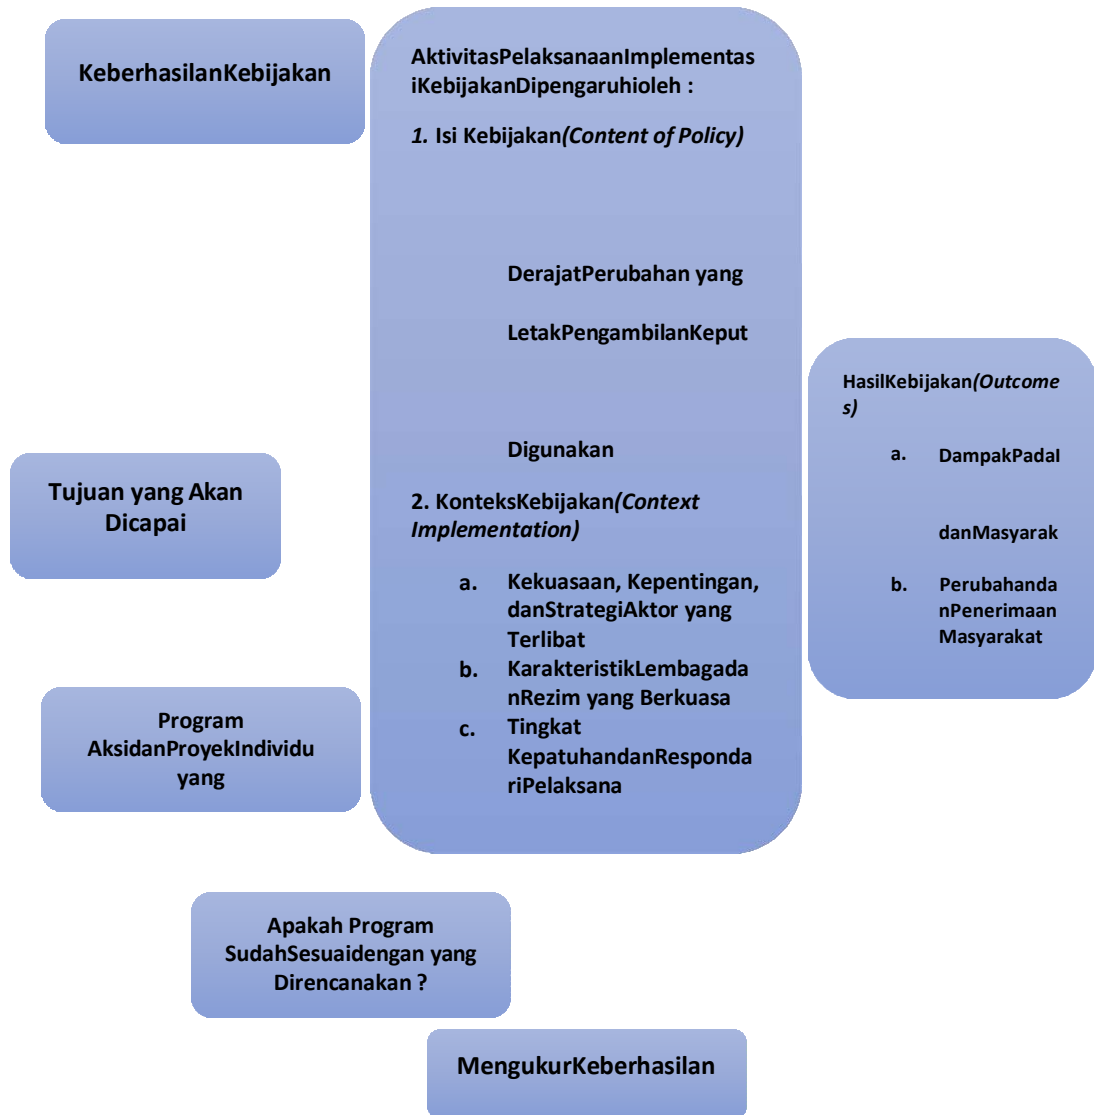 KeberhasilanKebijakan
AktivitasPelaksanaanImplementas
iKebijakanDipengaruhioleh :
1. Isi Kebijakan(Content of Policy)
DerajatPerubahan yang
LetakPengambilanKeput
Digunakan
2. KonteksKebijakan(Context
Implementation)
a. Kekuasaan, Kepentingan,
danStrategiAktor yang
Terlibat
b. KarakteristikLembagada
nRezim yang Berkuasa
c. Tingkat
KepatuhandanResponda
riPelaksana
HasilKebijakan(Outcome
s)
a. DampakPadaI
danMasyarak
b. Perubahanda
nPenerimaan
Masyarakat
Tujuan yang Akan
Dicapai
Program
AksidanProyekIndividu
yang
Apakah Program
SudahSesuaidengan yang
Direncanakan ?
MengukurKeberhasilan